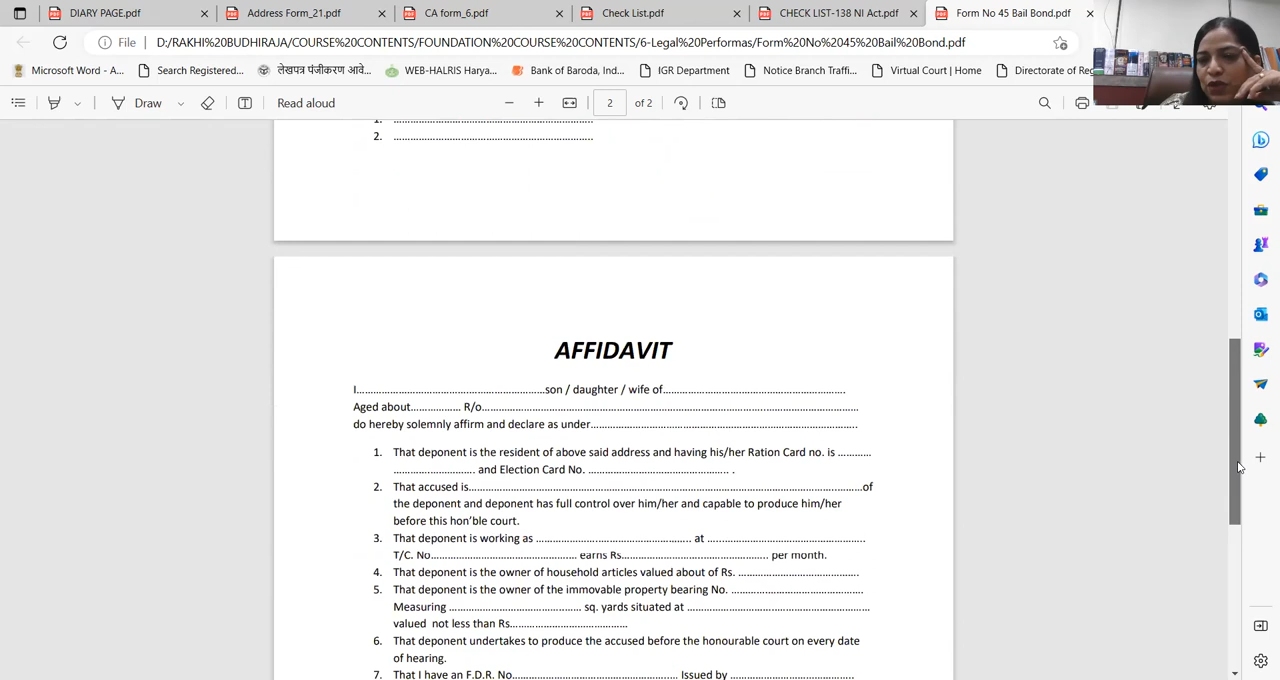 DIARY PAGE.pdf
Address Form_21.pdf
CA form_6.pdf
Check List.pdf
CHECK LIST-138 NI Act.pdf
Form No 45 Bail Bond.pdf
File
D:/RAKHI%20BUDHIRAJA/COURSE%20CONTENTS/FOUNDATION%20COURSE%20CONTENTS/6-Legal%20Performas/Form%20No%2045%20Bail%20Bond.pdf
Microsoft Word - A...
Search Registered...
लेखपत्र पंजीकरण आवे...
WEB-HALRIS Harya...
Bank of Baroda, Ind...
IGR Department
Notice Branch Traffi...
Virtual Court | Home
Directorate of Reg
Draw
Read aloud
2 of 2
1. ……………………………………………………..
2. ……………………………………………………..
AFFIDAVIT
I……………………………………………………son / daughter / wife of……………………………………………………
Aged about……………… R/o……………………………………………………………………………………………………………
do hereby solemnly affirm and declare as under……………………………………………………………………..
1. That deponent is the resident of above said address and having his/her Ration Card no. is …………
…………………….. and Election Card No. ……………………………………….. .
2. That accused is…………………………………………………………………………………………………………of
the deponent and deponent has full control over him/her and capable to produce him/her
before this hon’ble court.
3. That deponent is working as ………………………………………….. at …………………………………………..
T/C. No………………………………………… earns Rs………………………………………… per month.
4. That deponent is the owner of household articles valued about of Rs. …………………………………
5. That deponent is the owner of the immovable property bearing No. …………………………………….
Measuring …………………………………… sq. yards situated at …………………………………………………
valued not less than Rs…………………………………
6. That deponent undertakes to produce the accused before the honourable court on every date
of hearing.
7. That I have an F.D.R. No……………………………………………… Issued by …………………………………..